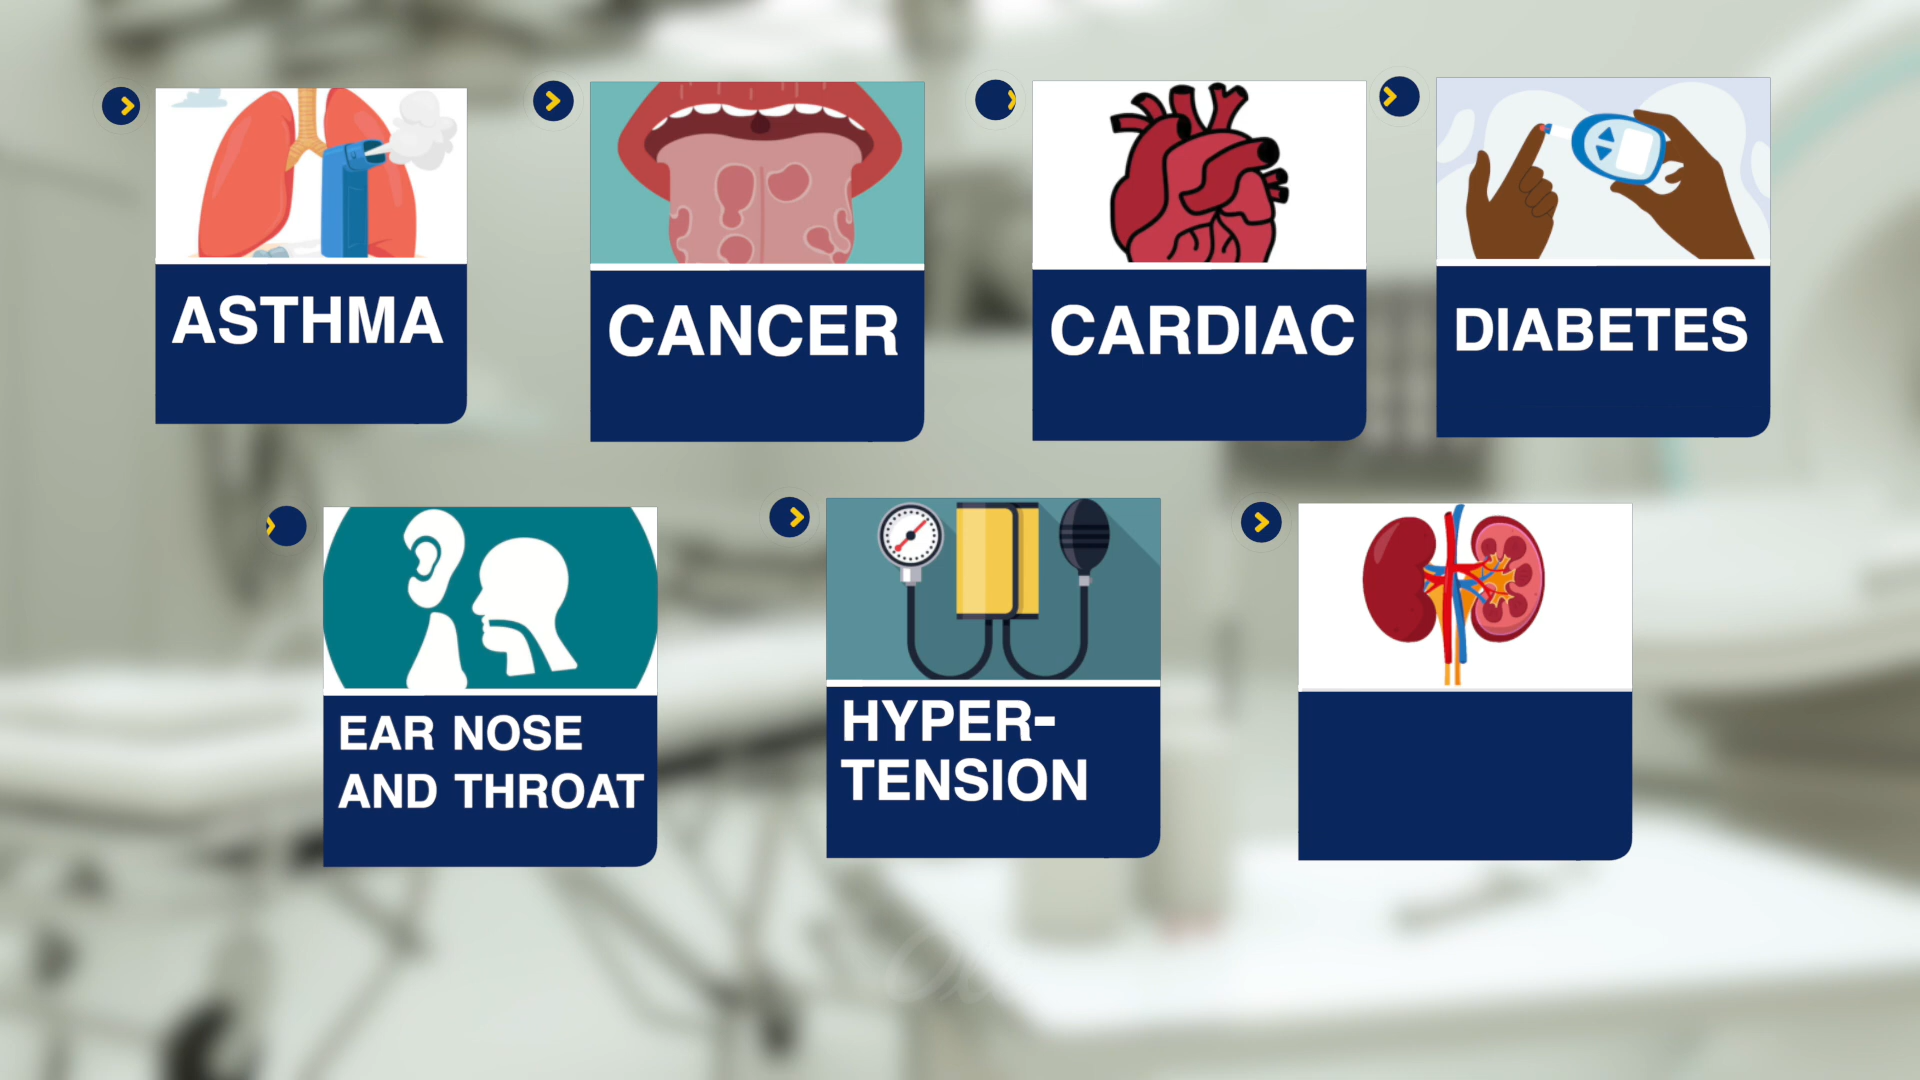 ASTHMA
CANCER
CARDIAC
DIABETES
EAR NOSE
AND THROAT
HYPER-
TENSION